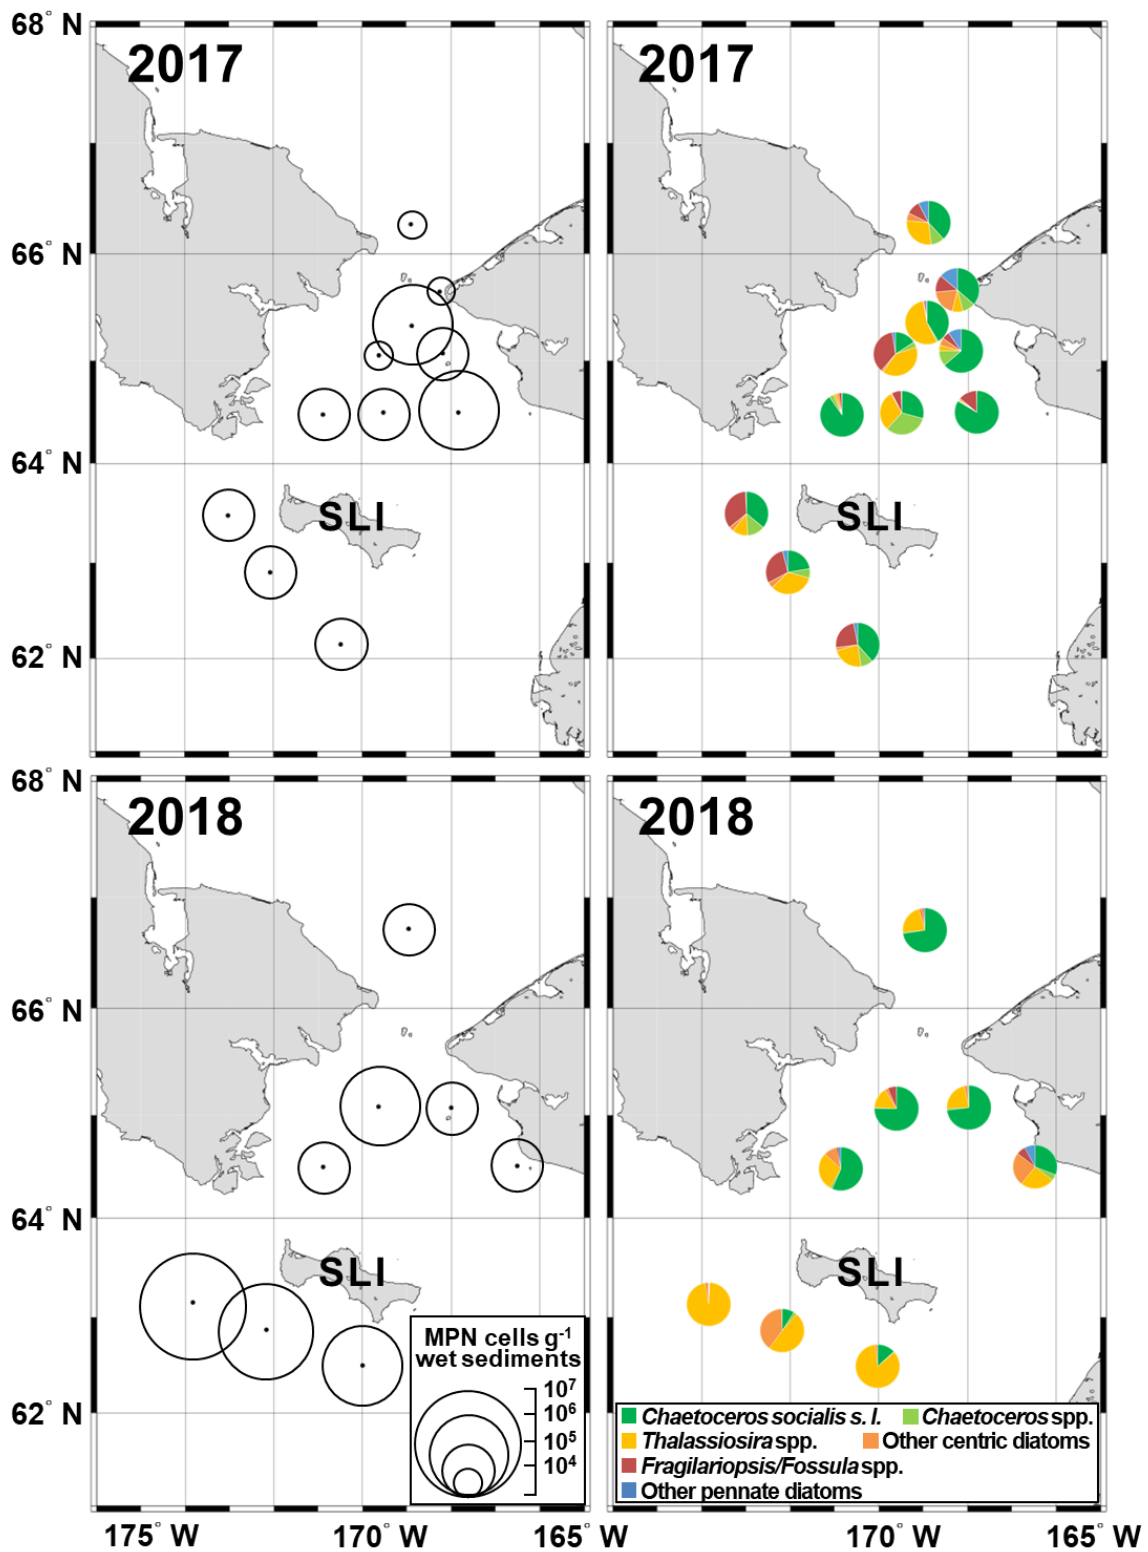 68° N
2017
2017
66° N
64° N
SLI
SLI
62° N
68° N
2018
2018
66° N
64° N
SLI
SLI
62° N
MPN cells g⁻¹
wet sediments
10⁷
10⁶
10⁵
10⁴
Chaetoceros socialis s. l.
Chaetoceros spp.
Thalassiosira spp.
Other centric diatoms
Fragilariopsis/Fossula spp.
Other pennate diatoms
175° W
170° W
165° W
170° W
165° W